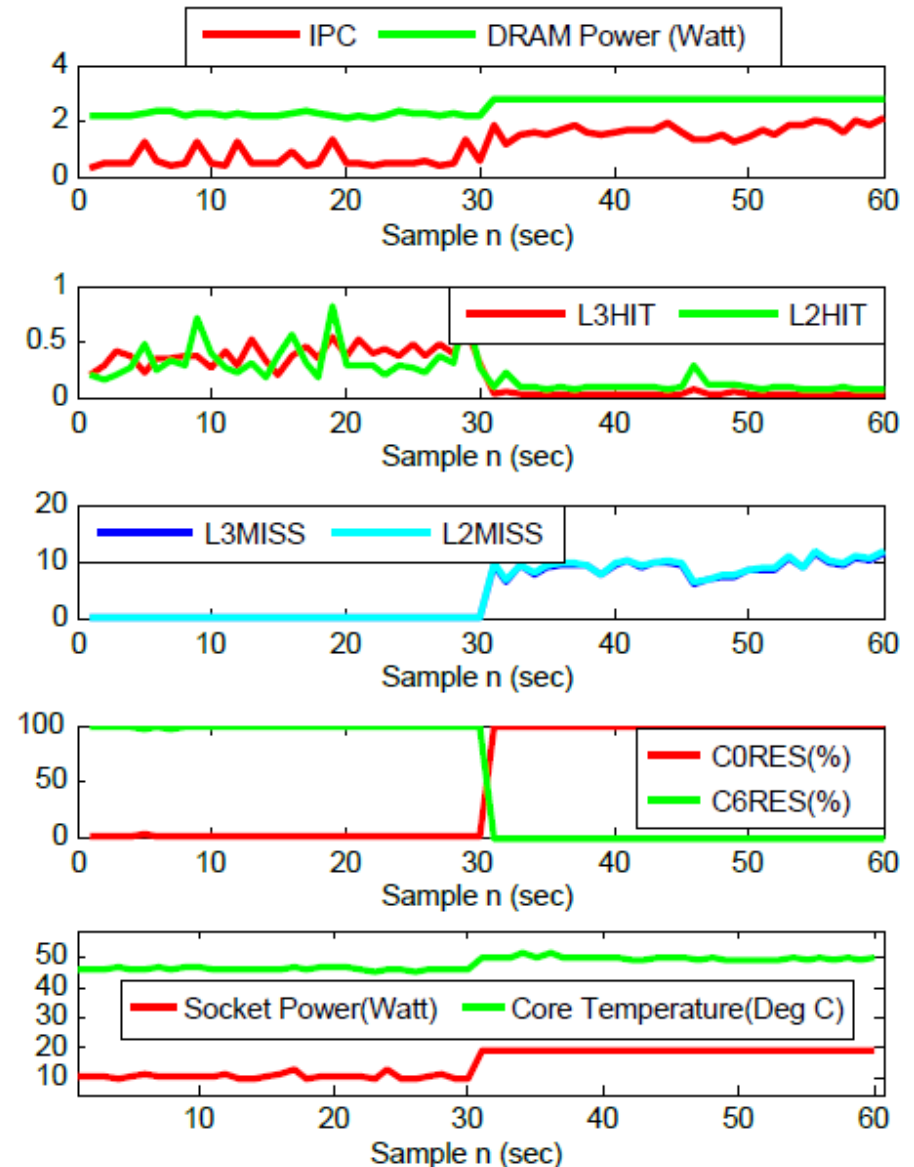 IPC DRAM Power (Watt)
4
2
0
0 10 20 30 40 50 60
Sample n (sec)
1
L3HIT L2HIT
0.5
0
0 10 20 30 40 50 60
Sample n (sec)
20
L3MISS L2MISS
10
0
0 10 20 30 40 50 60
Sample n (sec)
100
C0RES(%)
50
C6RES(%)
0
0 10 20 30 40 50 60
Sample n (sec)
50
40
Socket Power(Watt) Core Temperature(Deg C)
30
20
10
10 20 30 40 50 60
Sample n (sec)